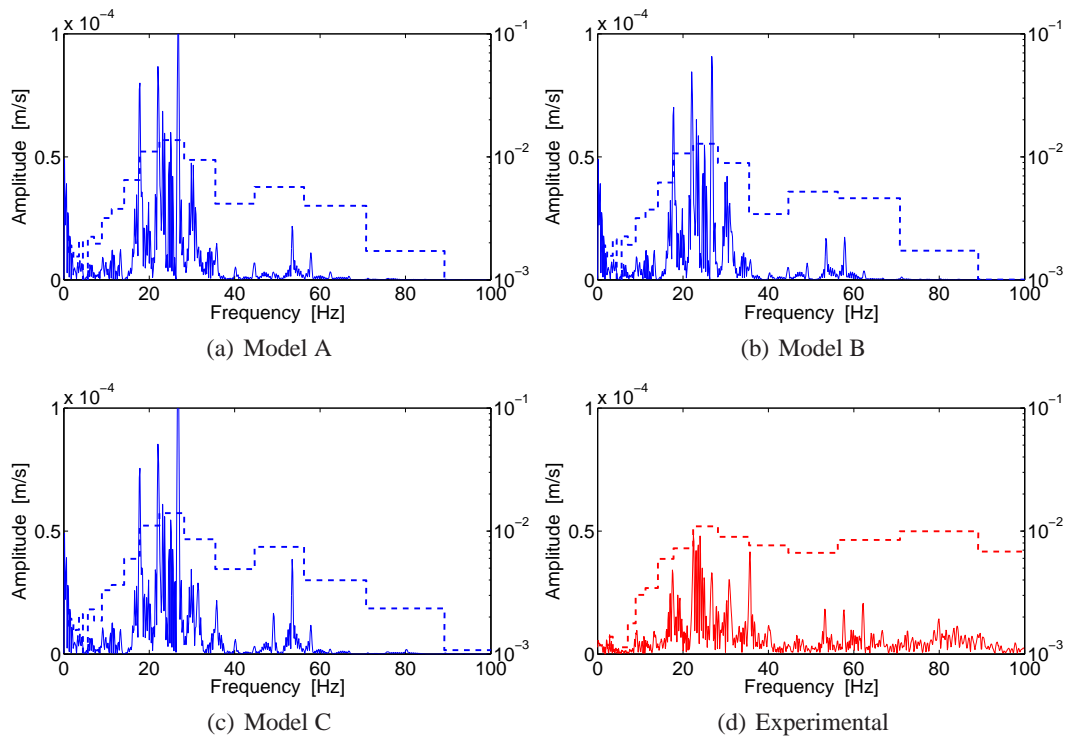 1 x 10⁻⁴
10⁻¹
1 x 10⁻⁴
10⁻¹
Amplitude [m/s]
0.5
10⁻²
Amplitude [m/s]
0.5
10⁻²
0
10⁻³
0
10⁻³
0 20 40 60 80 100
0 20 40 60 80 100
Frequency [Hz]
Frequency [Hz]
(a) Model A
(b) Model B
1 x 10⁻⁴
10⁻¹
1 x 10⁻⁴
10⁻¹
Amplitude [m/s]
0.5
10⁻²
Amplitude [m/s]
0.5
10⁻²
0
10⁻³
0
10⁻³
0 20 40 60 80 100
0 20 40 60 80 100
Frequency [Hz]
Frequency [Hz]
(c) Model C
(d) Experimental